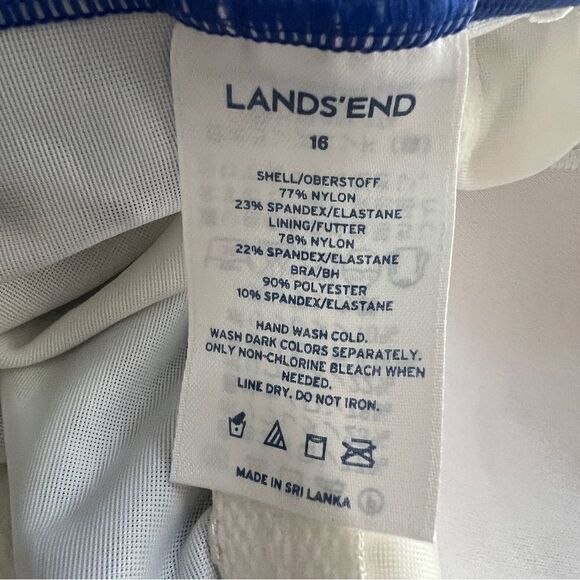 LANDS'END
16
SHELL/OBERSTOFF
77% NYLON
23% SPANDEX/ELASTANE
LINING/FUTTER
78% NYLON
22% SPANDEX/ELASTANE
BRA/BH
90% POLYESTER
10% SPANDEX/ELASTANE
HAND WASH COLD.
WASH DARK COLORS SEPARATELY.
ONLY NON-CHLORINE BLEACH WHEN
NEEDED.
LINE DRY. DO NOT IRON.
MADE IN SRI LANKA